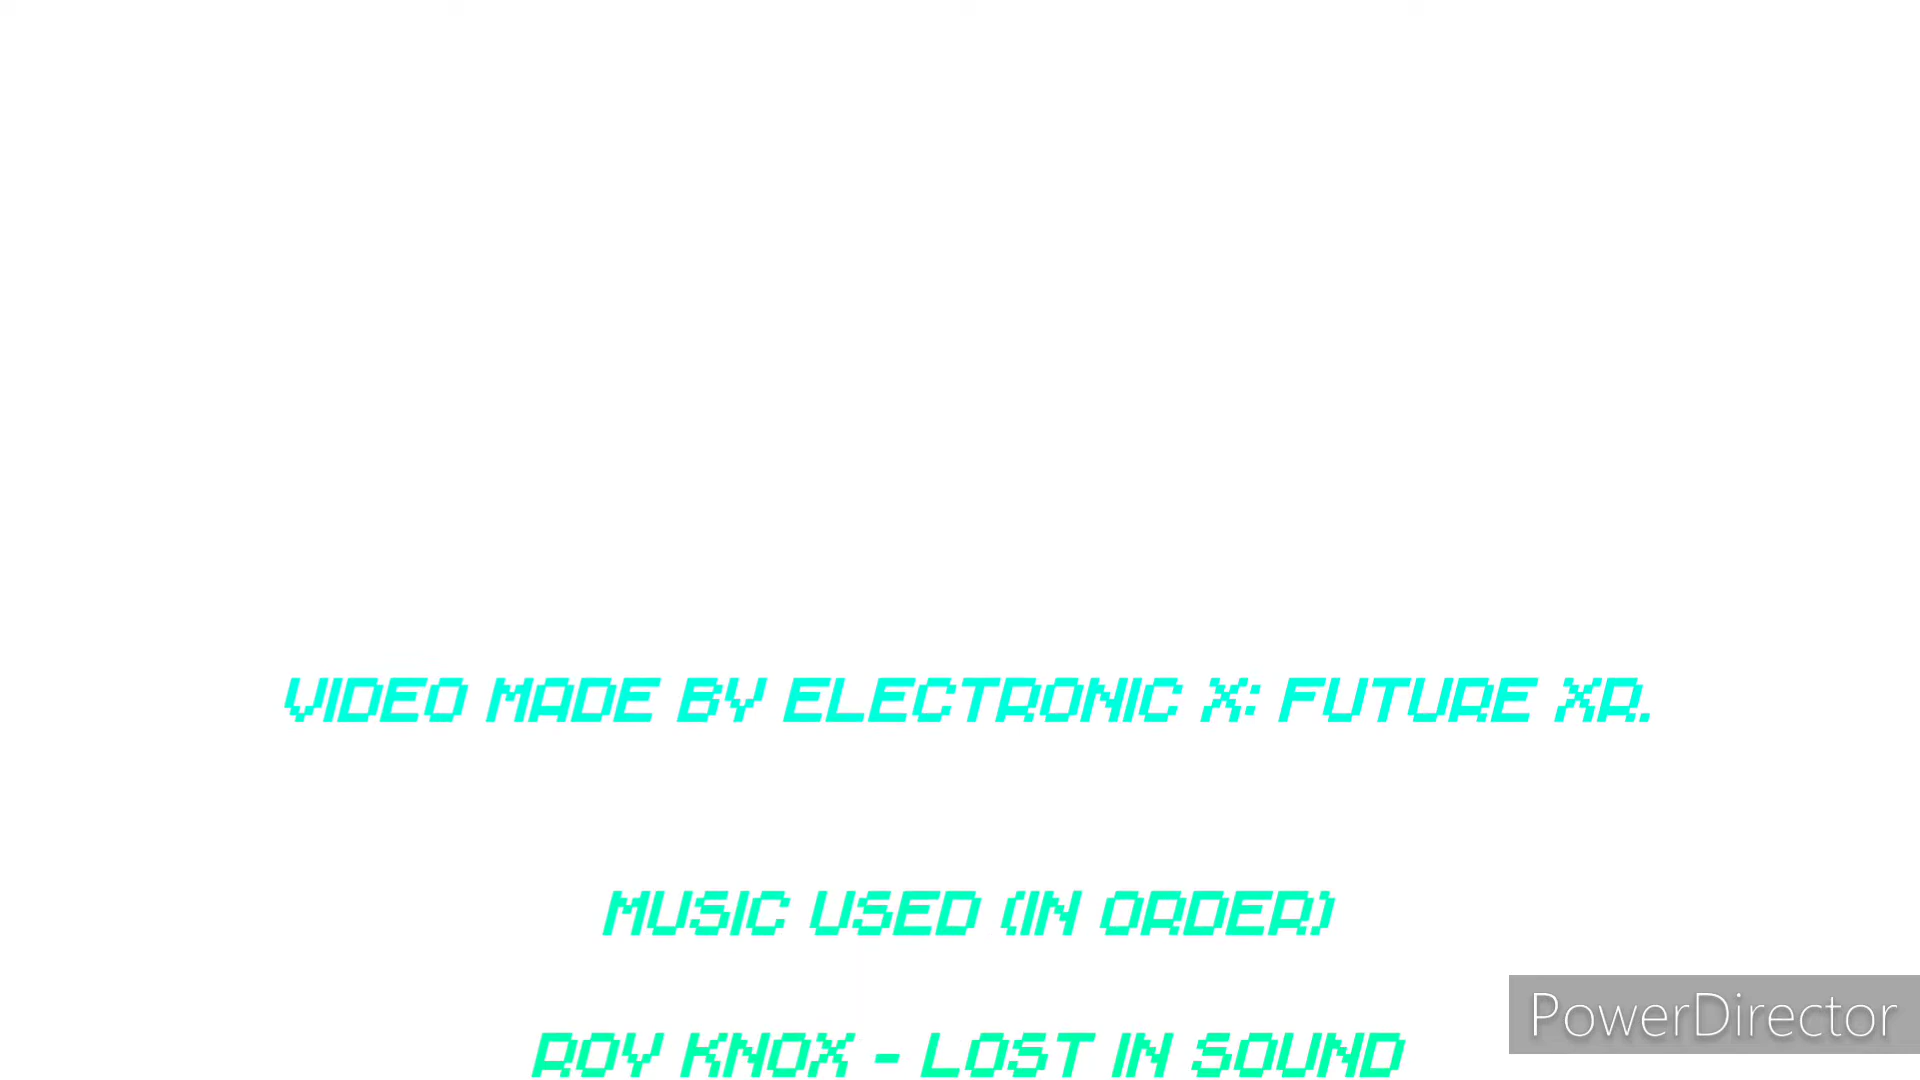 VIDEO MADE BY ELECTRONIC X: FUTURE XR.
MUSIC USED (IN ORDER)
ROY KNOX - LOST IN SOUND
PowerDirector